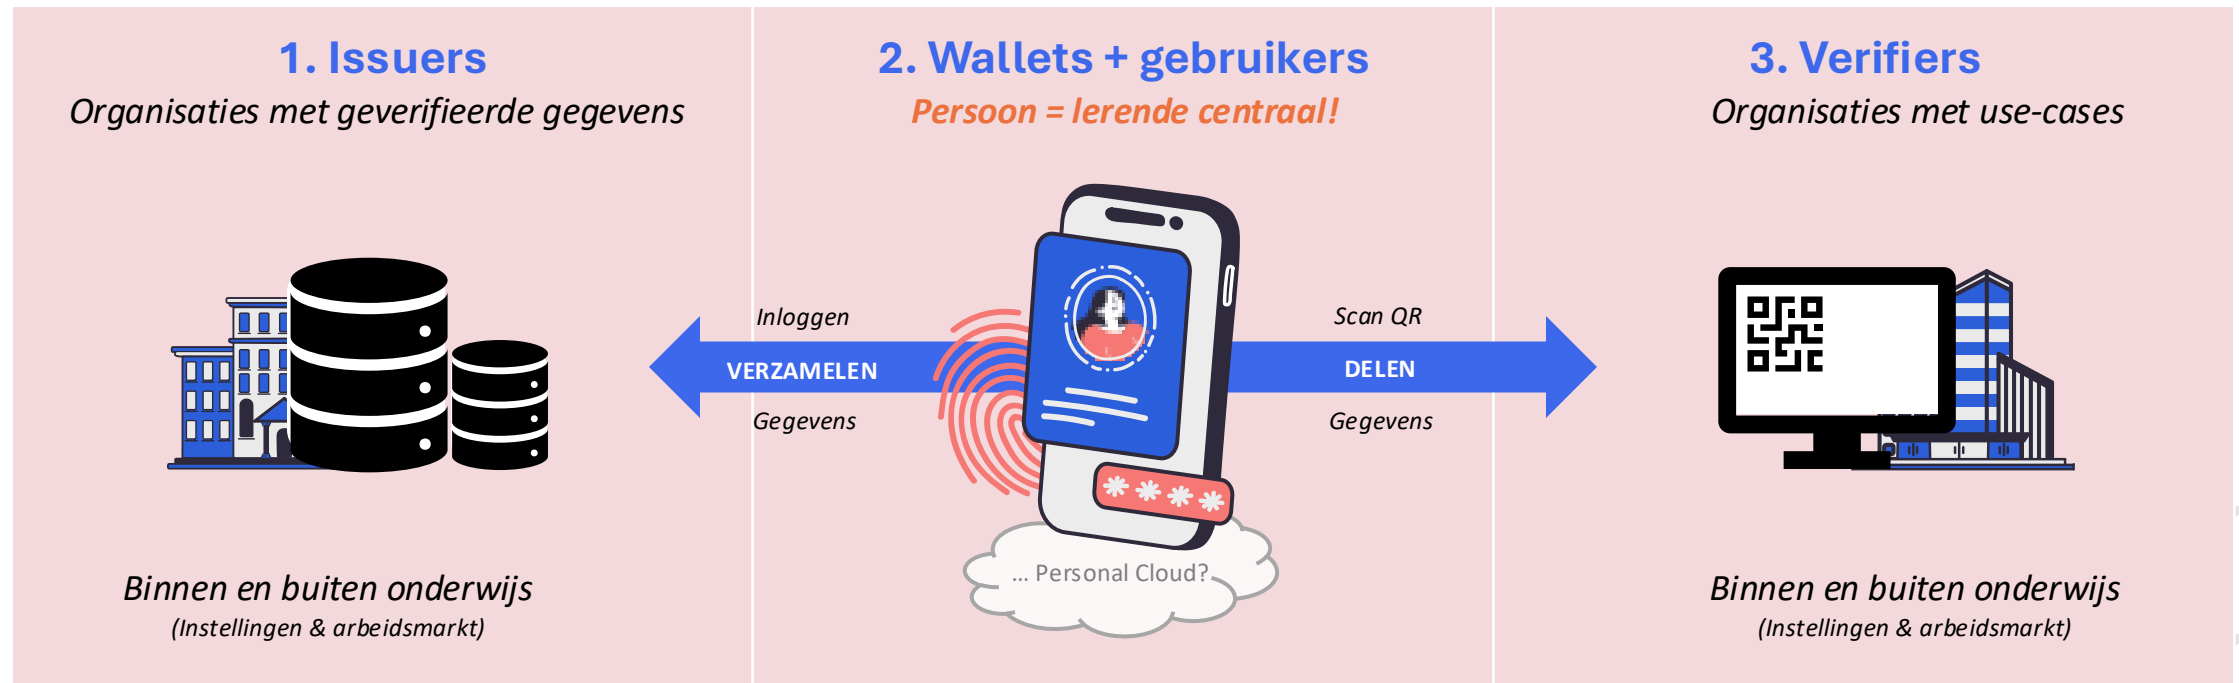 1. Issuers
Organisaties met geverifieerde gegevens
Binnen en buiten onderwijs
(Instellingen & arbeidsmarkt)
2. Wallets + gebruikers
Persoon = lerende centraal!
Inloggen
VERZAMELEN
Gegevens
Scan QR
DELEN
Gegevens
****
... Personal Cloud?
3. Verifiers
Organisaties met use-cases
Binnen en buiten onderwijs
(Instellingen & arbeidsmarkt)